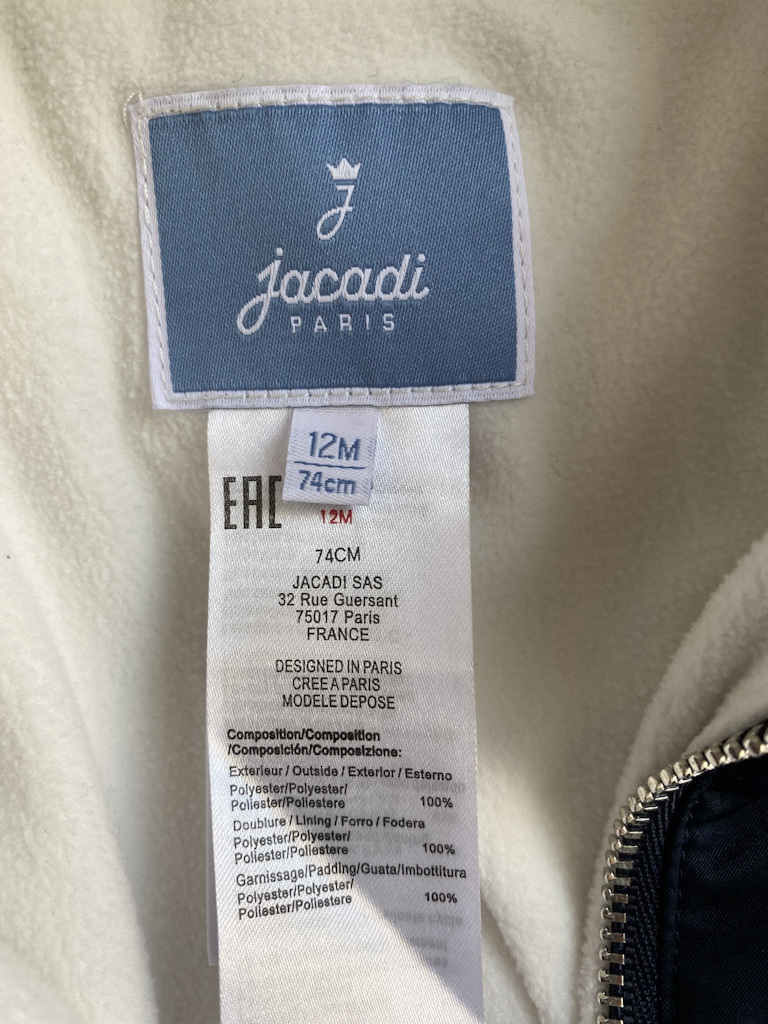 J
jacadi
PARIS
12M
74cm
EAC
12M
74CM
JACADI SAS
32 Rue Guersant
75017 Paris
FRANCE
DESIGNED IN PARIS
CREE A PARIS
MODELE DEPOSE
Composition/Composition
/Composición/Composizione:
Exterieur / Outside / Exterior / Esterno
Polyester/Polyester/
Poliester/Poliestere 100%
Doublure / Lining / Forro / Fodera
Polyester/Polyester/
Poliester/Poliestere 100%
Garnissage/Padding/Guata/Imbottitura
Polyester/Polyester/
Poliester/Poliestere 100%